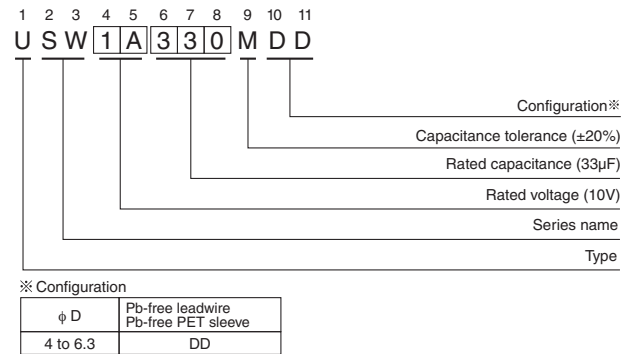 1 2 3 4 5 6 7 8 9 10 11
U S W 1 A 3 3 0 M D D
Configuration※
Capacitance tolerance (±20%)
Rated capacitance (33µF)
Rated voltage (10V)
Series name
Type
※ Configuration
ϕ D
Pb-free leadwire
Pb-free PET sleeve
4 to 6.3
DD